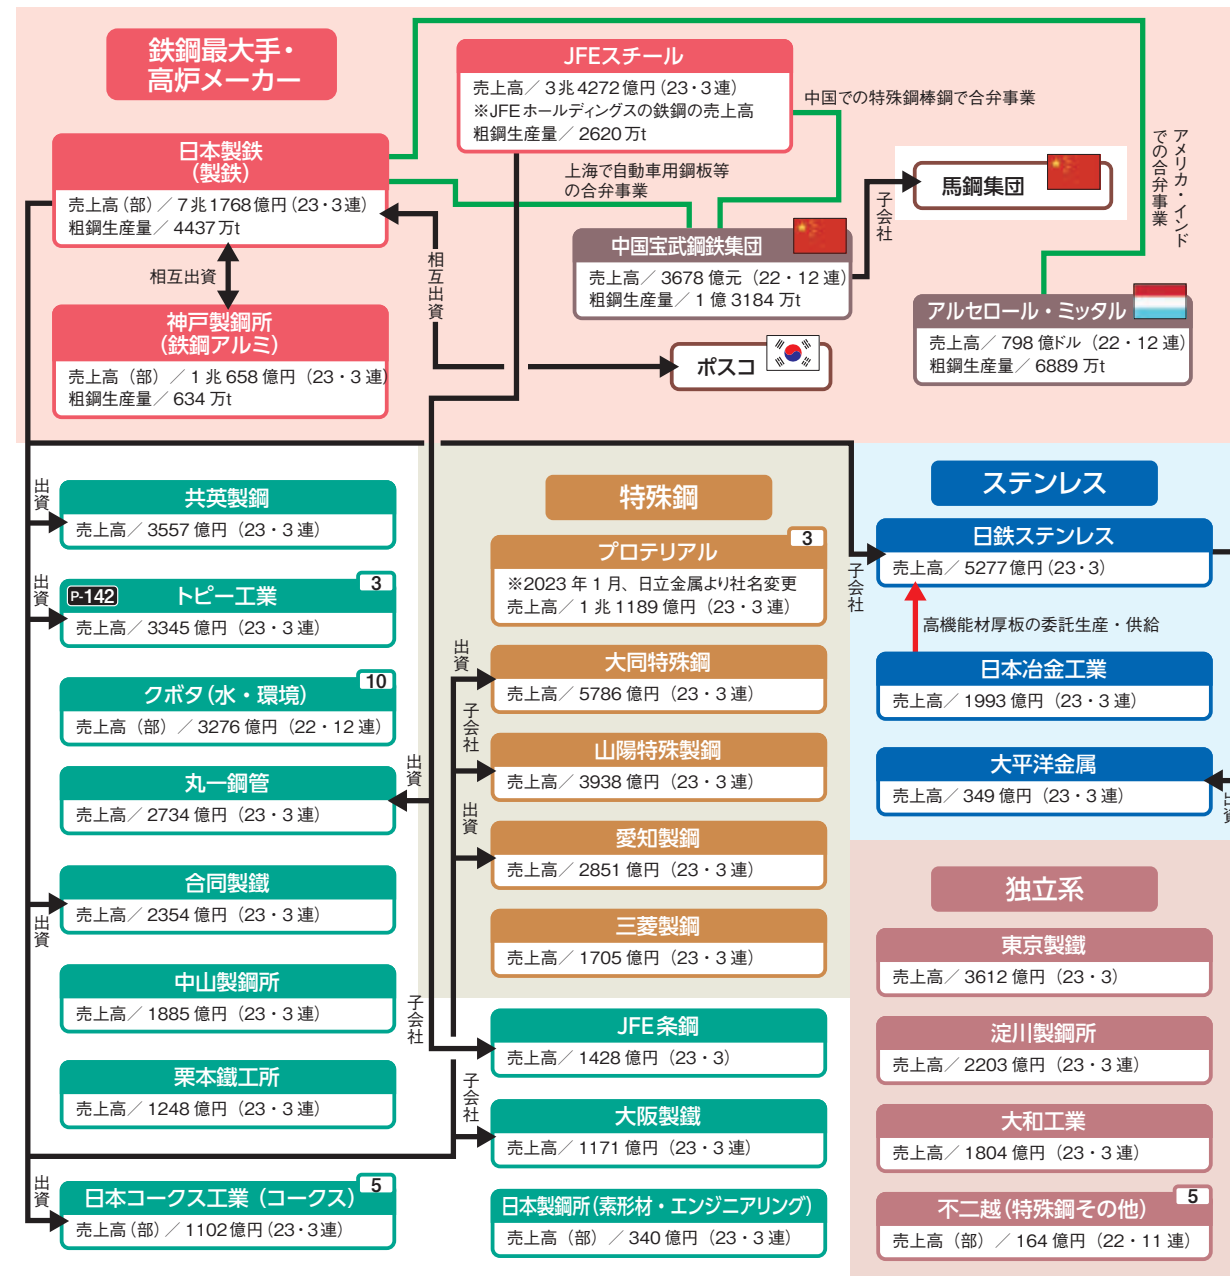 鉄鋼最大手・
高炉メーカー
JFEスチール
売上高／3兆4272億円（23・3連）
※JFEホールディングスの鉄鋼の売上高
粗鋼生産量／2620万t
中国での特殊鋼棒鋼で合弁事業
アメリカ・インド
での合弁事業
日本製鉄
（製鉄）
売上高（部）／7兆1768億円（23・3連）
粗鋼生産量／4437万t
上海で自動車用鋼板等
の合弁事業
馬鋼集団
子会社
中国宝武鋼鉄集団
売上高／3678億元（22・12連）
粗鋼生産量／1億3184万t
相互出資
相互出資
神戸製鋼所
（鉄鋼アルミ）
売上高（部）／1兆658億円（23・3連）
粗鋼生産量／634万t
ポスコ
アルセロール・ミッタル
売上高／798億ドル（22・12連）
粗鋼生産量／6889万t
出資
共英製鋼
売上高／3557億円（23・3連）
出資
P-142
トピー工業
3
売上高／3345億円（23・3連）
クボタ（水・環境）
10
売上高（部）／3276億円（22・12連）
出資
丸一鋼管
売上高／2734億円（23・3連）
出資
合同製鐵
売上高／2354億円（23・3連）
中山製鋼所
売上高／1885億円（23・3連）
栗本鐵工所
売上高／1248億円（23・3連）
出資
日本コークス工業（コークス）
5
売上高（部）／1102億円（23・3連）
特殊鋼
プロテリアル
3
※2023年1月、日立金属より社名変更
売上高／1兆1189億円（23・3連）
出資
大同特殊鋼
売上高／5786億円（23・3連）
子会社
山陽特殊製鋼
売上高／3938億円（23・3連）
出資
愛知製鋼
売上高／2851億円（23・3連）
三菱製鋼
売上高／1705億円（23・3連）
子会社
JFE条鋼
売上高／1428億円（23・3）
子会社
大阪製鐵
売上高／1171億円（23・3連）
日本製鋼所（素形材・エンジニアリング）
売上高（部）／340億円（23・3連）
ステンレス
子会社
日鉄ステンレス
売上高／5277億円（23・3）
高機能材厚板の委託生産・供給
日本冶金工業
売上高／1993億円（23・3連）
大平洋金属
売上高／349億円（23・3連）
出資
独立系
東京製鐵
売上高／3612億円（23・3）
淀川製鋼所
売上高／2203億円（23・3連）
大和工業
売上高／1804億円（23・3連）
不二越（特殊鋼その他）
5
売上高（部）／164億円（22・11連）